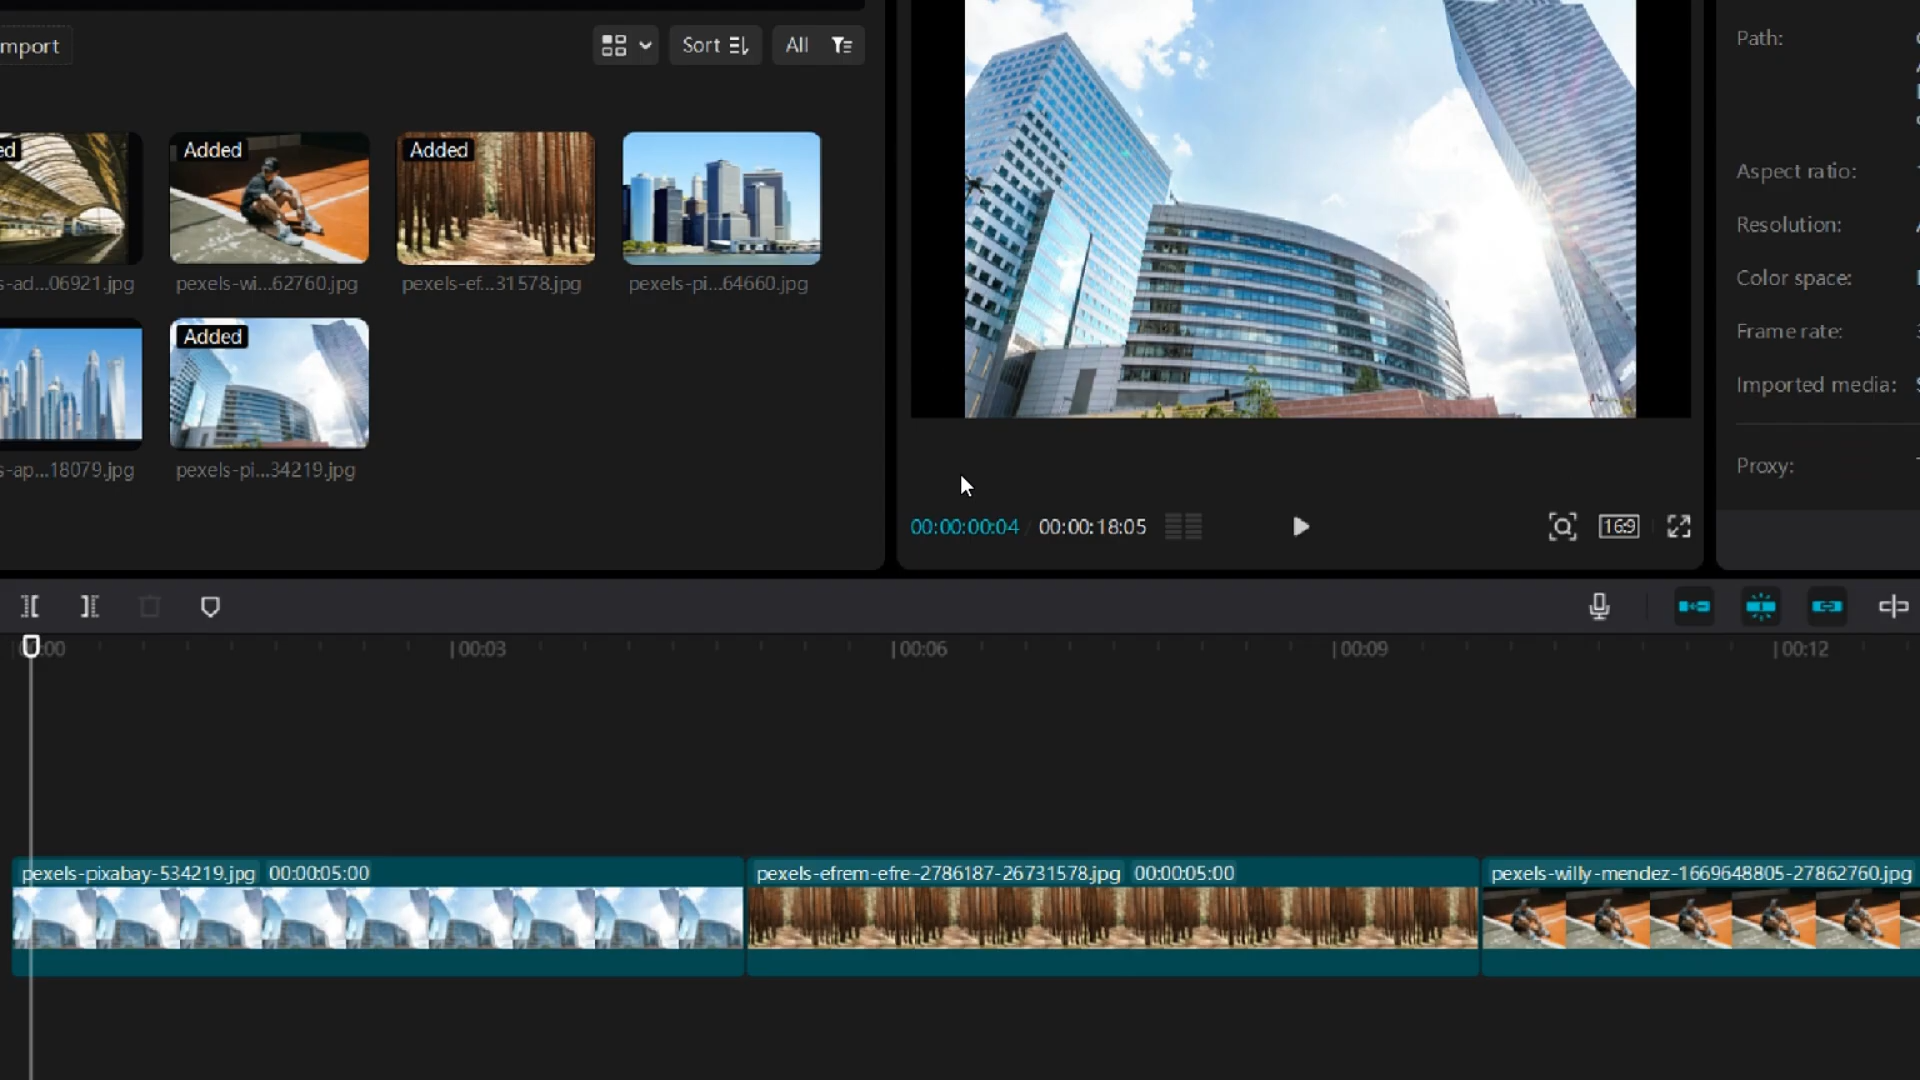 mport
Sort
All
ed
Added
Added
s-ad...06921.jpg
pexels-wi...62760.jpg
pexels-ef...31578.jpg
pexels-pi...64660.jpg
Added
s-ap...18079.jpg
pexels-pi...34219.jpg
00:00:00:04 / 00:00:18:05
16:9
Path:
Aspect ratio:
Resolution:
Color space:
Frame rate:
Imported media:
Proxy:
00:00
00:03
00:06
00:09
00:12
pexels-pixabay-534219.jpg 00:00:05:00
pexels-efrem-efre-2786187-26731578.jpg 00:00:05:00
pexels-willy-mendez-1669648805-27862760.jpg